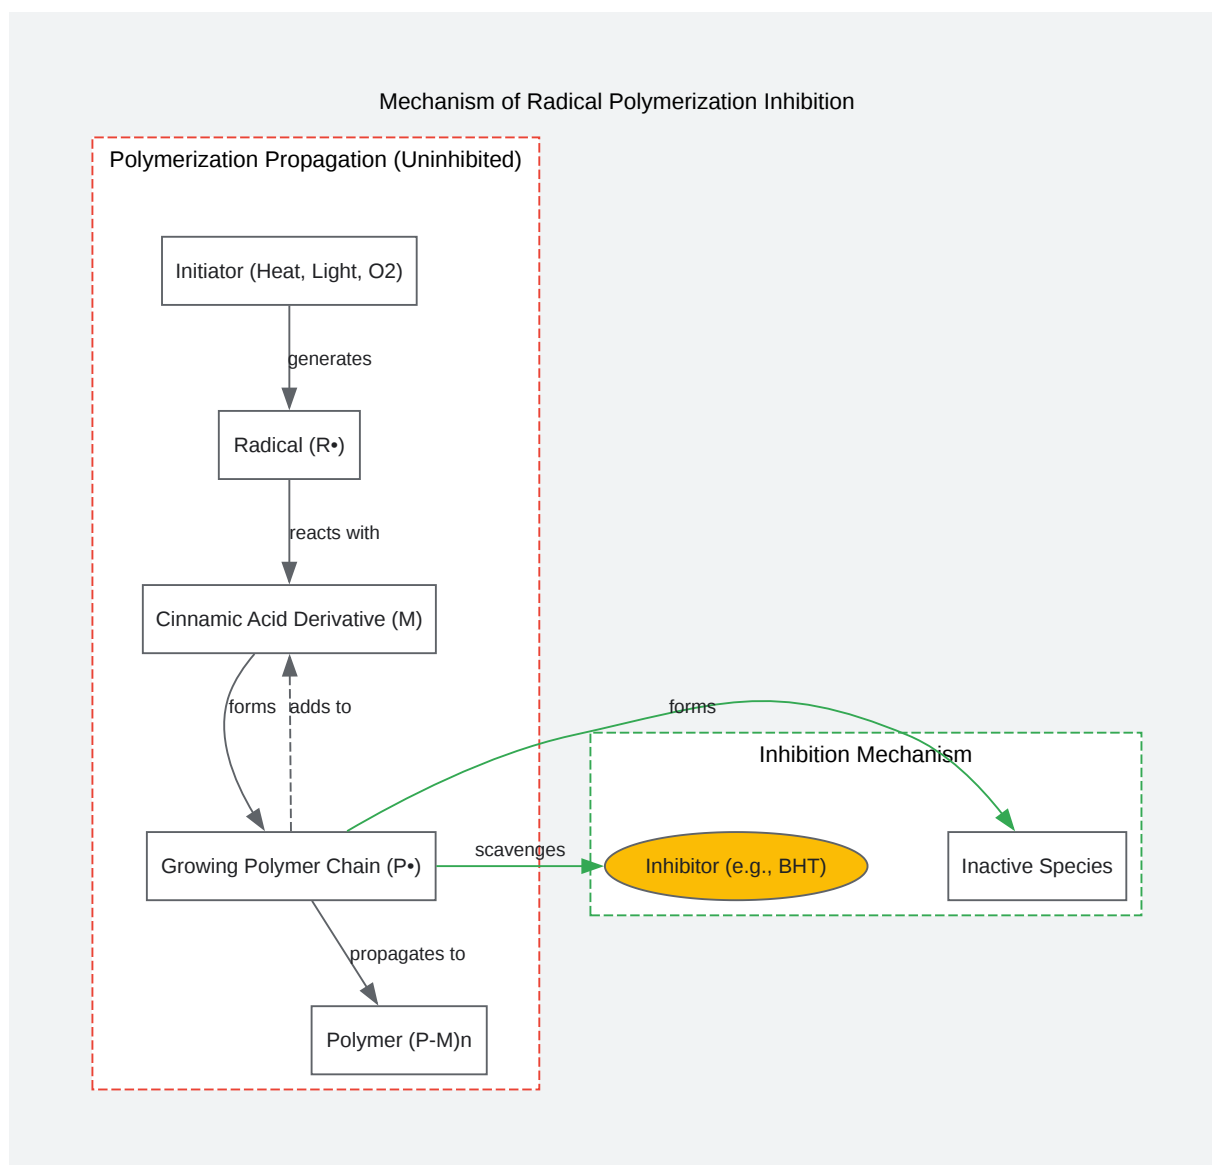 Mechanism of Radical Polymerization Inhibition
Polymerization Propagation (Uninhibited)
Initiator (Heat, Light, O2)
generates
Radical (R•)
reacts with
Cinnamic Acid Derivative (M)
forms
adds to
forms
Inhibition Mechanism
scavenges
Growing Polymer Chain (P•)
Inhibitor (e.g., BHT)
Inactive Species
propagates to
Polymer (P-M)n